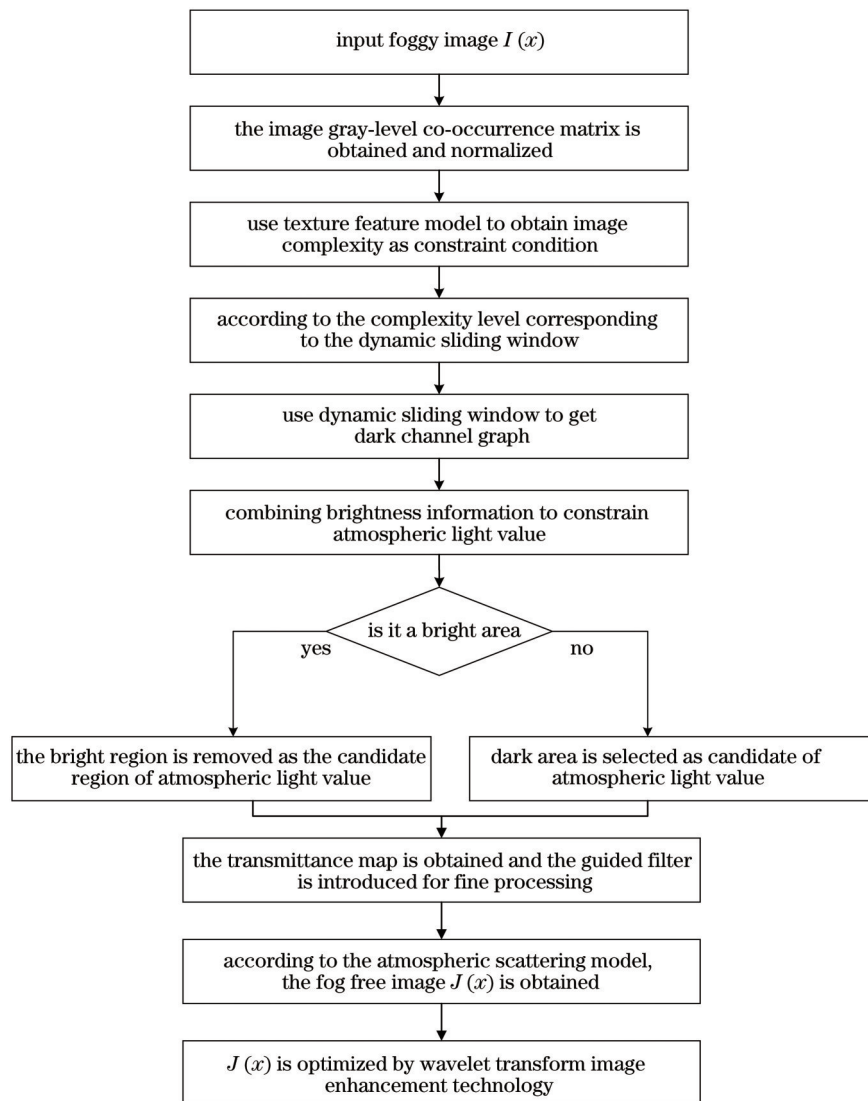 input foggy image I (x)
the image gray-level co-occurrence matrix is
obtained and normalized
use texture feature model to obtain image
complexity as constraint condition
according to the complexity level corresponding
to the dynamic sliding window
use dynamic sliding window to get
dark channel graph
combining brightness information to constrain
atmospheric light value
is it a bright area
yes
no
the bright region is removed as the candidate
region of atmospheric light value
dark area is selected as candidate of
atmospheric light value
the transmittance map is obtained and the guided filter
is introduced for fine processing
according to the atmospheric scattering model,
the fog free image J (x) is obtained
J (x) is optimized by wavelet transform image
enhancement technology